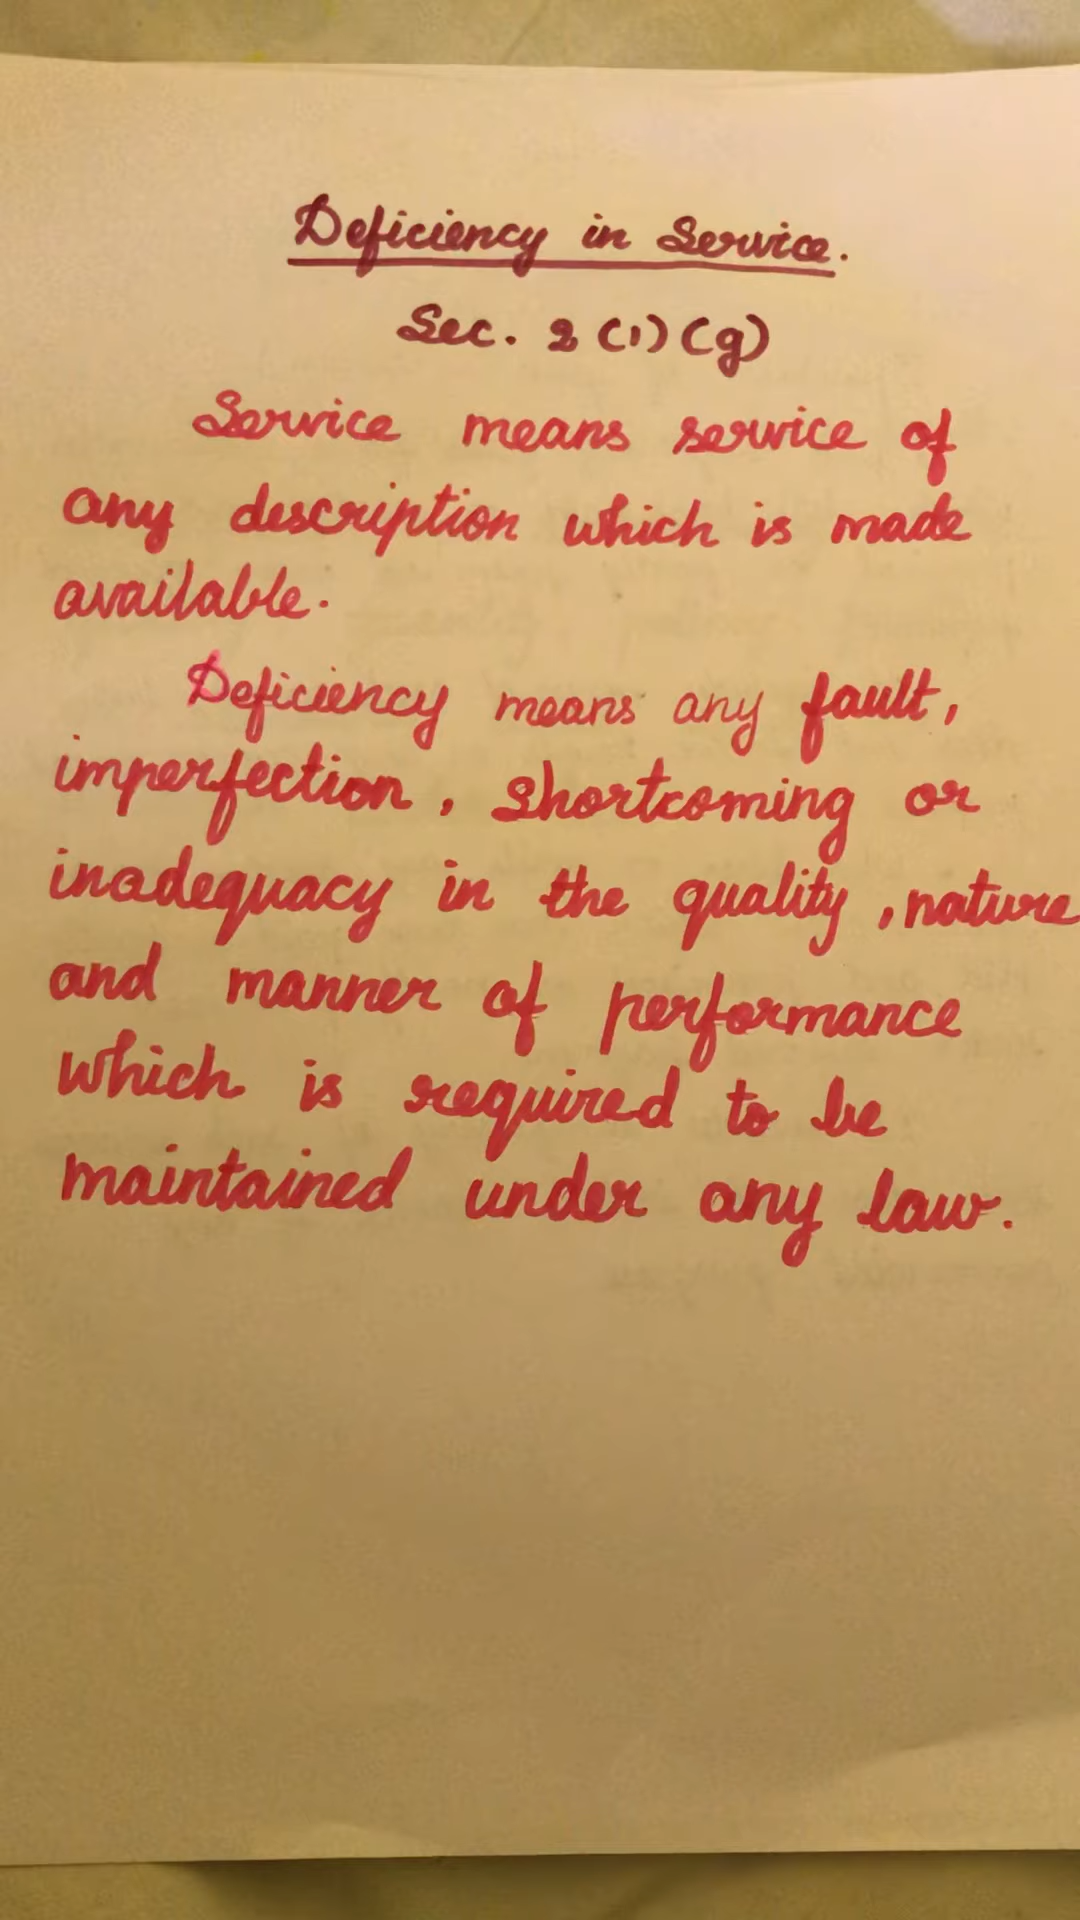 Deficiency in Service.
Sec. 2 (1) (g)
Service means service of
any description which is made
available.
Deficiency means any fault,
imperfection, shortcoming or
inadequacy in the quality, nature
and manner of performance
which is required to be
maintained under any law.